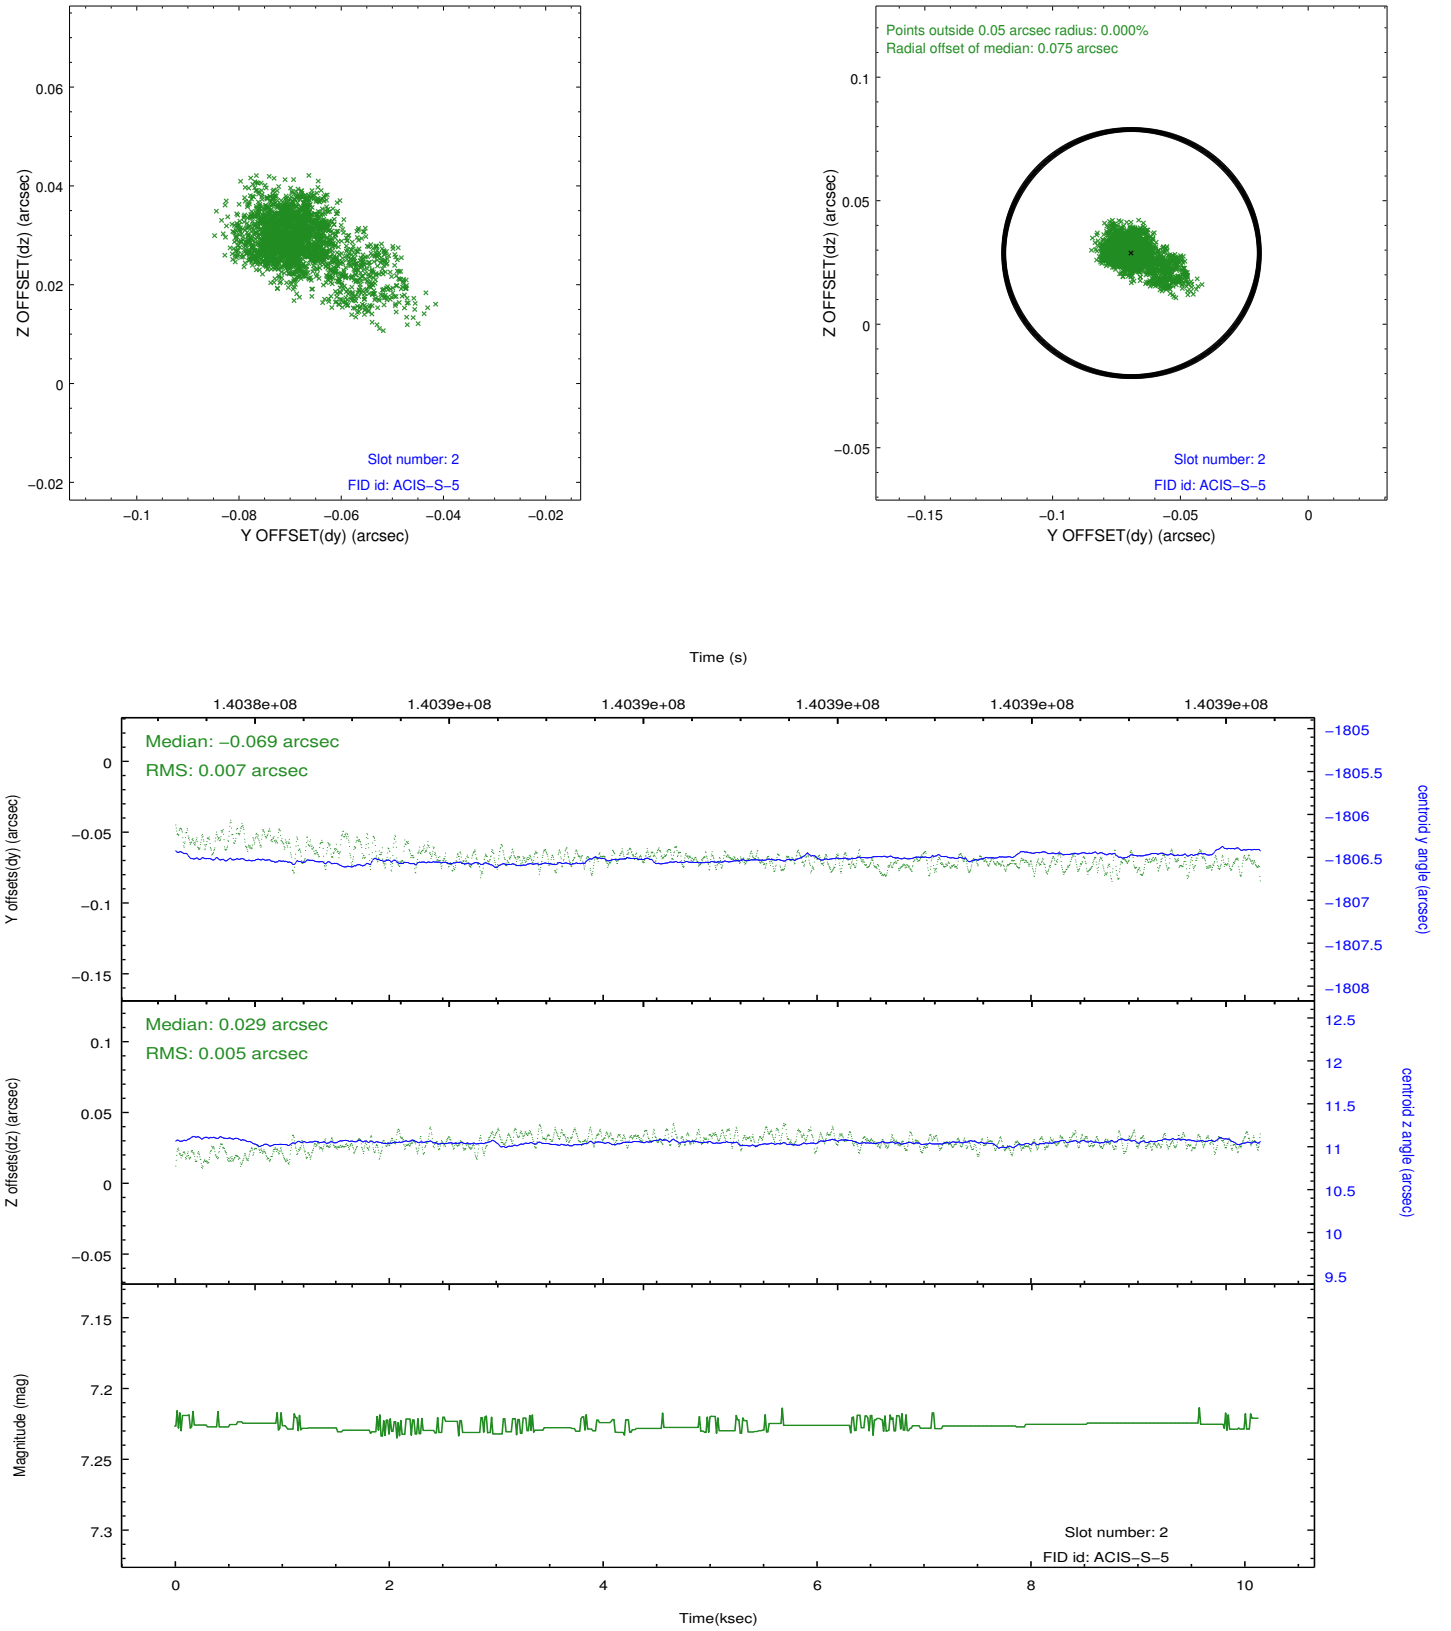 0.06
0.04
0.02
0
−0.02
Z OFFSET(dz) (arcsec)
Slot number: 2
FID id: ACIS−S−5
−0.1
−0.08
−0.06
−0.04
−0.02
Y OFFSET(dy) (arcsec)
Points outside 0.05 arcsec radius: 0.000%
Radial offset of median: 0.075 arcsec
0.1
0.05
0
−0.05
Z OFFSET(dz) (arcsec)
Slot number: 2
FID id: ACIS−S−5
−0.15
−0.1
−0.05
0
Y OFFSET(dy) (arcsec)
Time (s)
1.4038e+08
1.4039e+08
1.4039e+08
1.4039e+08
1.4039e+08
1.4039e+08
Median: −0.069 arcsec
RMS: 0.007 arcsec
0
−0.05
−0.1
−0.15
Y offsets(dy) (arcsec)
−1805
−1805.5
−1806
−1806.5
−1807
−1807.5
−1808
centroid y angle (arcsec)
Median: 0.029 arcsec
RMS: 0.005 arcsec
0.1
0.05
0
−0.05
Z offsets(dz) (arcsec)
12.5
12
11.5
11
10.5
10
9.5
centroid z angle (arcsec)
7.15
7.2
7.25
7.3
Magnitude (mag)
Slot number: 2
FID id: ACIS−S−5
0
2
4
6
8
10
Time(ksec)